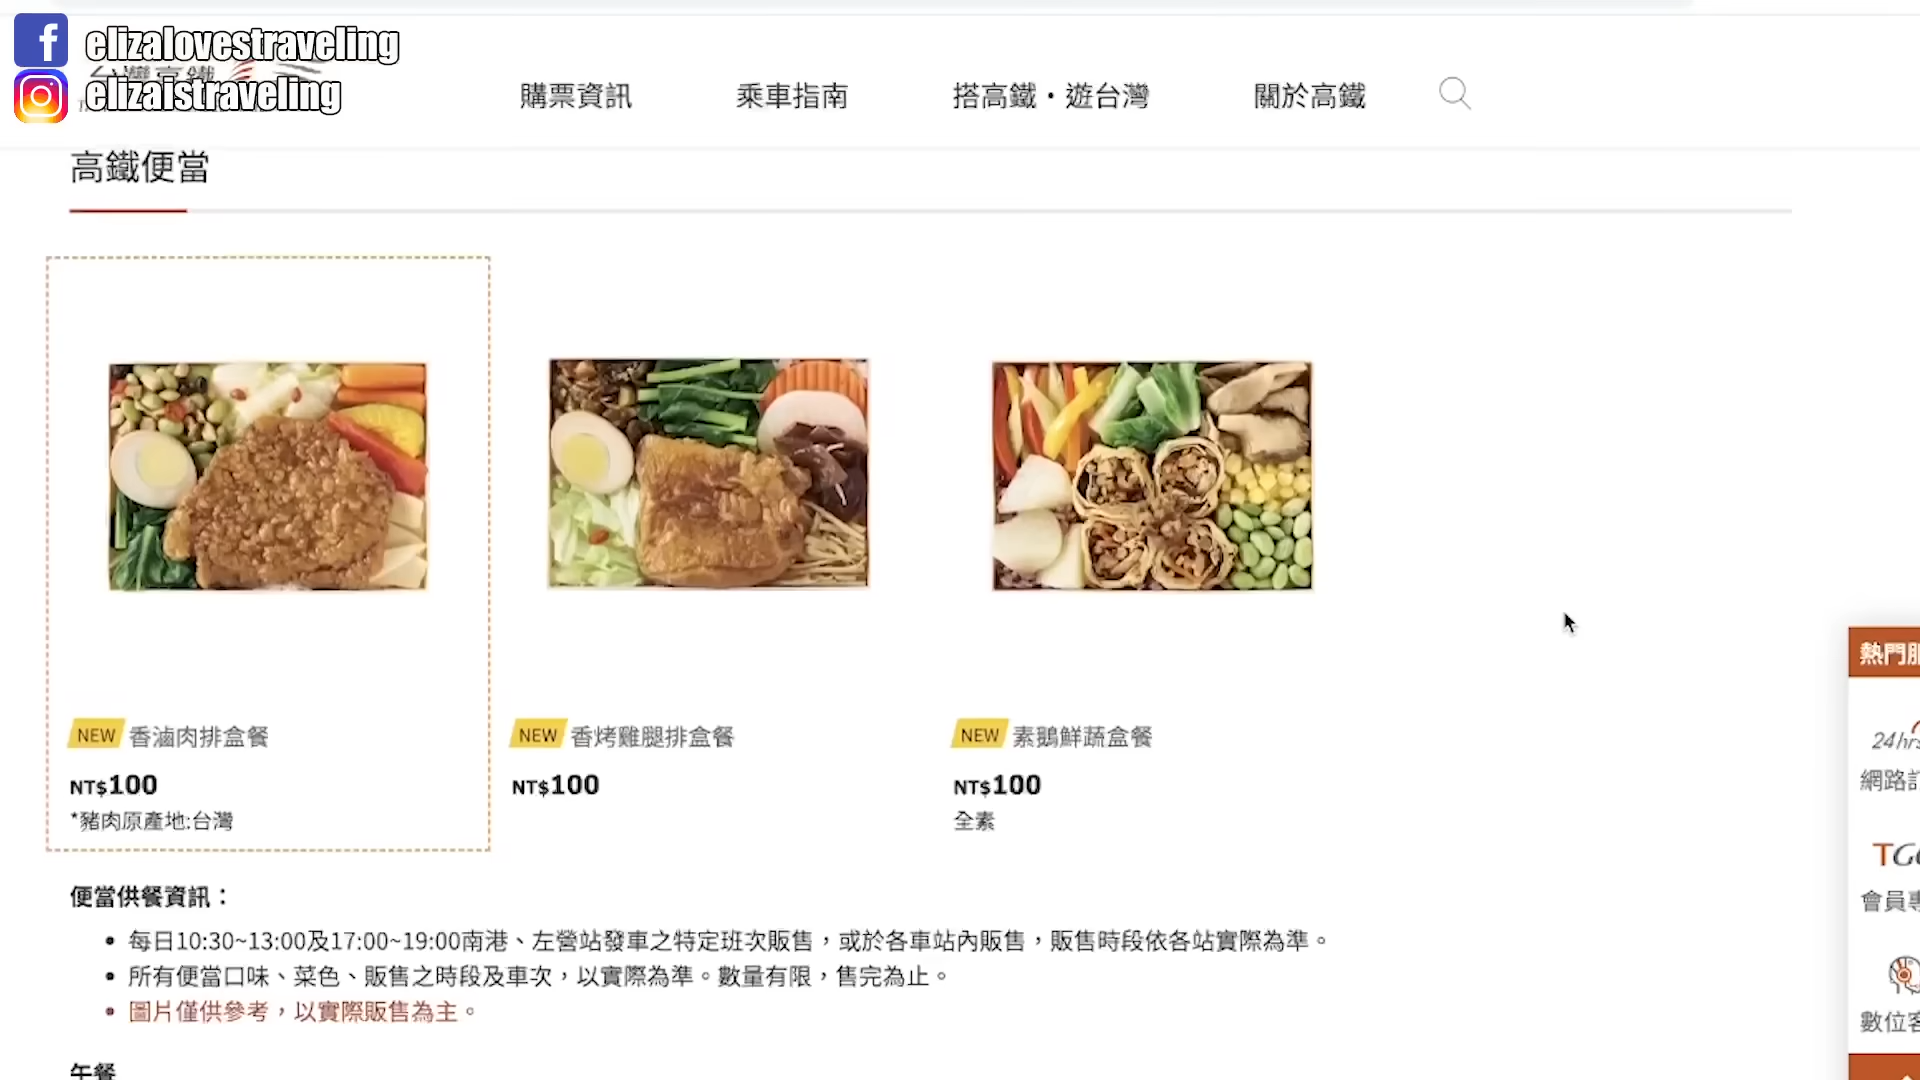 elizalovestraveling
elizaistraveling
台灣高鐵
購票資訊
乘車指南
搭高鐵・遊台灣
關於高鐵
高鐵便當
NEW 香滷肉排盒餐
NT$100
*豬肉原產地:台灣
NEW 香烤雞腿排盒餐
NT$100
NEW 素鵝鮮蔬盒餐
NT$100
全素
便當供餐資訊：
每日10:30~13:00及17:00~19:00南港、左營站發車之特定班次販售，或於各車站內販售，販售時段依各站實際為準。
所有便當口味、菜色、販售之時段及車次，以實際為準。數量有限，售完為止。
圖片僅供參考，以實際販售為主。
午餐
熱門
24hrs
網路訂
TGo
會員
數位客